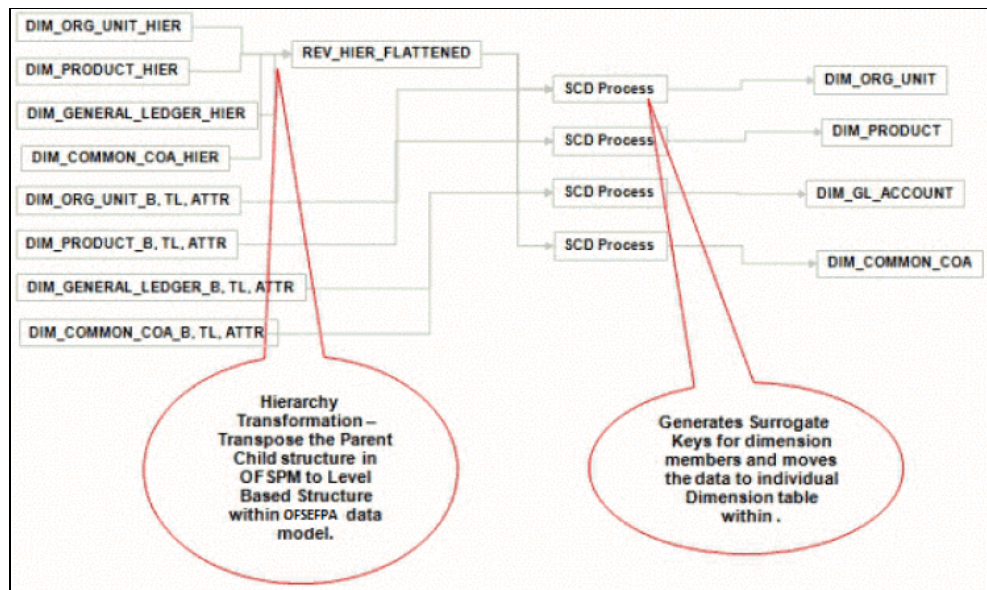 DIM_ORG_UNIT_HIER
DIM_PRODUCT_HIER
DIM_GENERAL_LEDGER_HIER
DIM_COMMON_COA_HIER
DIM_ORG_UNIT_B, TL, ATTR
DIM_PRODUCT_B, TL, ATTR
DIM_GENERAL_LEDGER_B, TL, ATTR
DIM_COMMON_COA_B, TL, ATTR
REV_HIER_FLATTENED
SCD Process
SCD Process
SCD Process
SCD Process
DIM_ORG_UNIT
DIM_PRODUCT
DIM_GL_ACCOUNT
DIM_COMMON_COA
Hierarchy
Transformation –
Transpose the Parent
Child structure in
OFSPM to Level
Based Structure
within OFSEFPA data
model.
Generates Surrogate
Keys for dimension
members and moves
the data to individual
Dimension table
within .